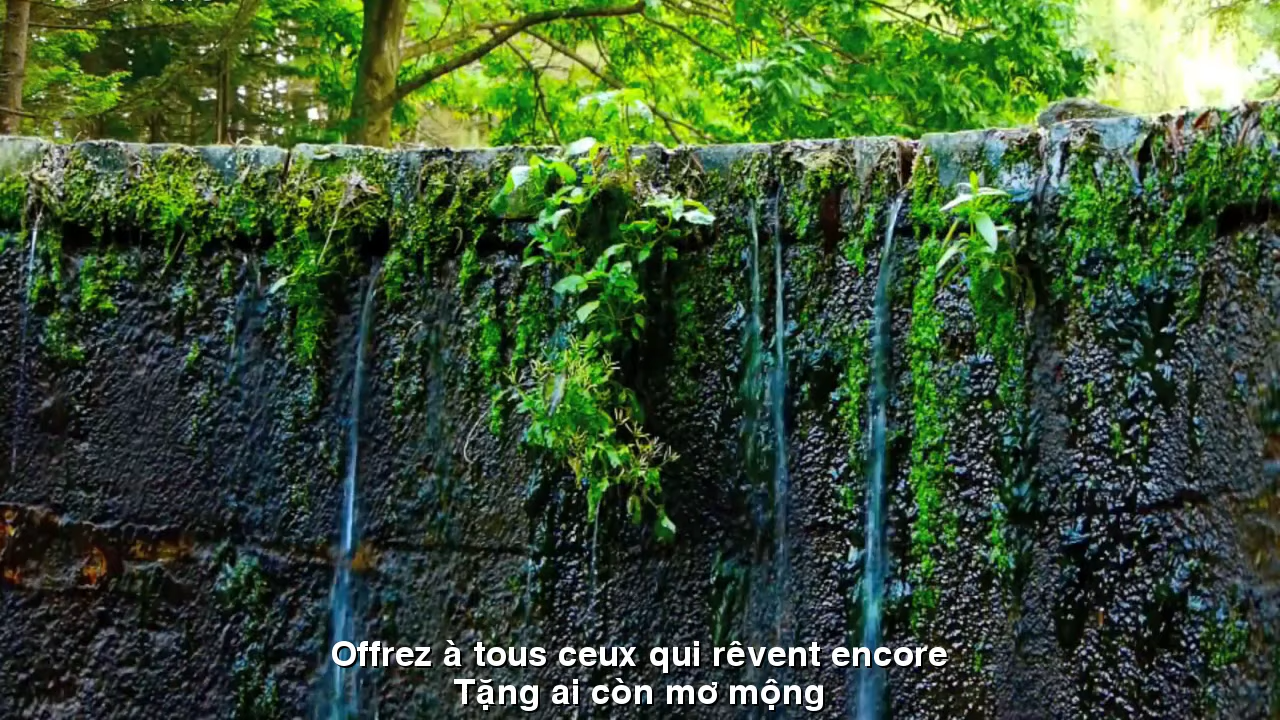 Offrez à tous ceux qui rêvent encore
Tặng ai còn mơ mộng